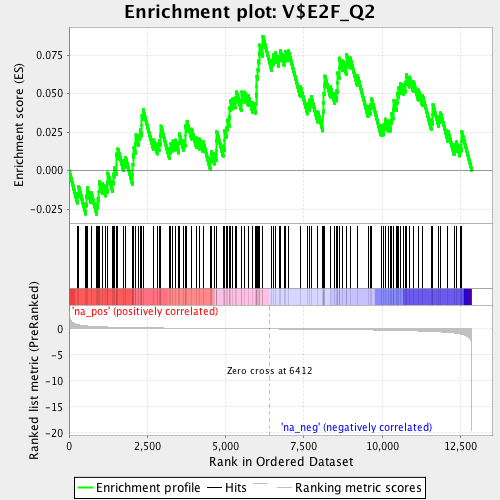 Enrichment plot: V$E2F_Q2
Enrichment score (ES)
0.075
0.050
0.025
0.000
-0.025
'na_pos' (positively correlated)
Ranked list metric (PreRanked)
0
-5
-10
-15
-20
Zero cross at 6412
'na_neg' (negatively correlated)
0
2,500
5,000
7,500
10,000
12,500
Rank in Ordered Dataset
Enrichment profile
Hits
Ranking metric scores